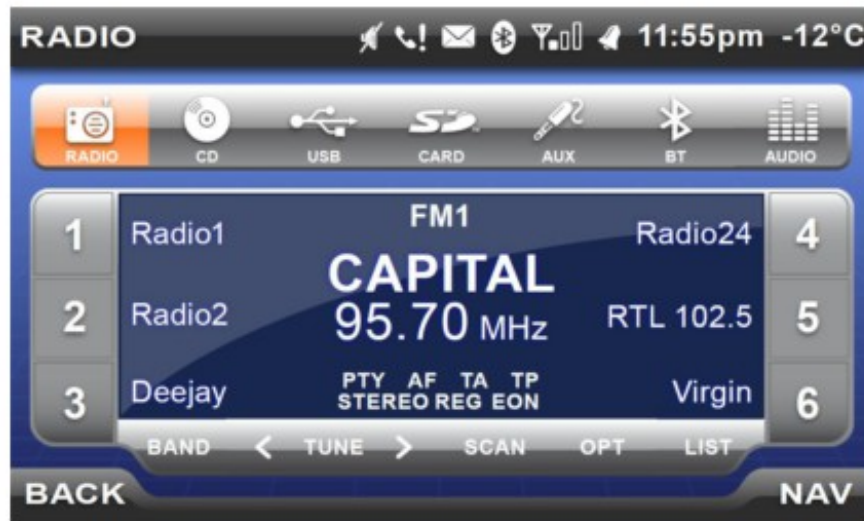 RADIO 11:55pm -12°C
RADIO CD USB SD CARD AUX BT AUDIO
FM1
1 Radio1 Radio24 4
CAPITAL
2 Radio2 95.70 MHz RTL 102.5 5
PTY AF TA TP
3 Deejay STEREO REG EON Virgin 6
BAND < TUNE > SCAN OPT LIST
BACK NAV